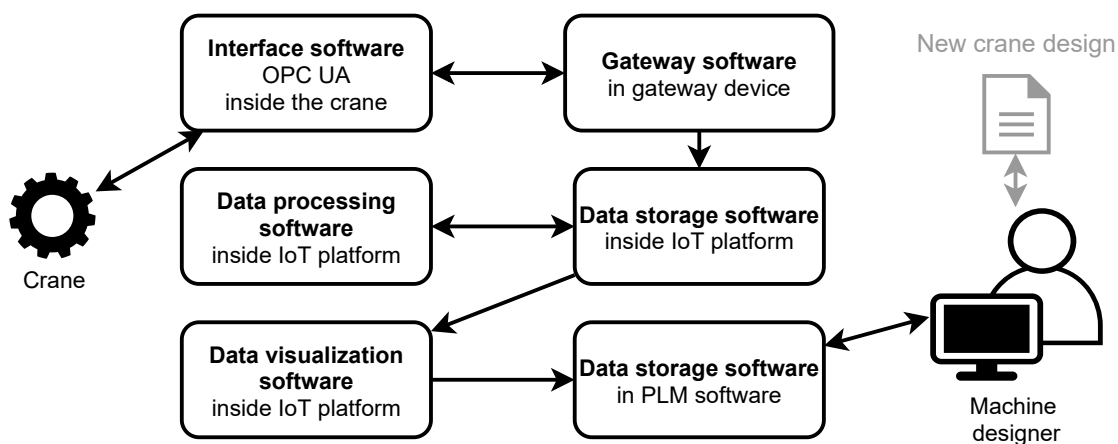 Interface software
OPC UA
inside the crane
Gateway software
in gateway device
New crane design
Data processing
software
inside IoT platform
Data storage software
inside IoT platform
Crane
Data visualization
software
inside IoT platform
Data storage software
in PLM software
Machine
designer